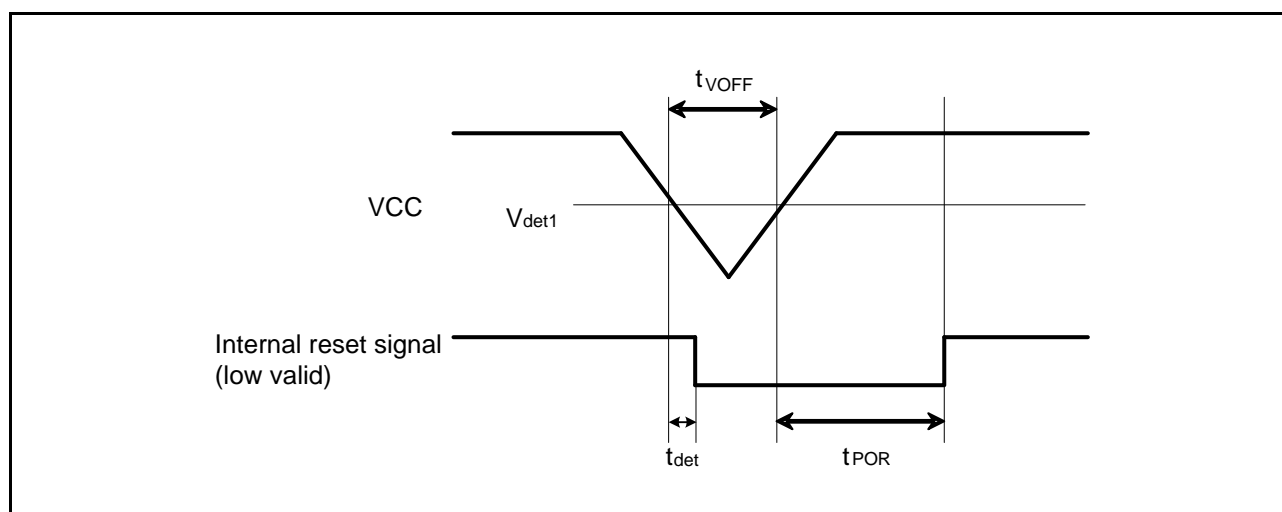 tVOFF
VCC
Vdet1
Internal reset signal
(low valid)
tdet
tPOR